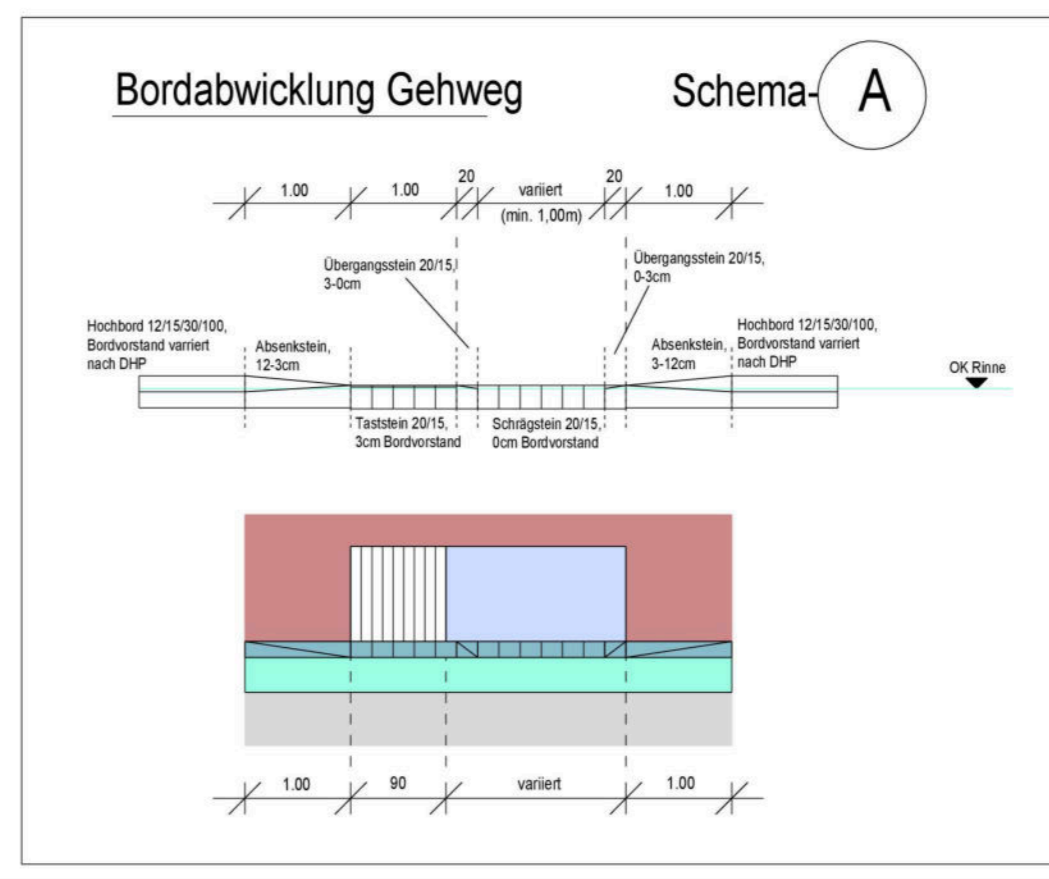 Bordabwicklung Gehweg
Schema- A
1.00
1.00
20
variiert
(min. 1,00m)
20
1.00
Übergangsstein 20/15,
3-0cm
Übergangsstein 20/15,
0-3cm
Hochbord 12/15/30/100,
Bordvorstand varriert
nach DHP
Absenkstein,
12-3cm
Absenkstein,
3-12cm
Hochbord 12/15/30/100,
Bordvorstand varriert
nach DHP
OK Rinne
Taststein 20/15,
3cm Bordvorstand
Schrägstein 20/15,
0cm Bordvorstand
1.00
90
variiert
1.00